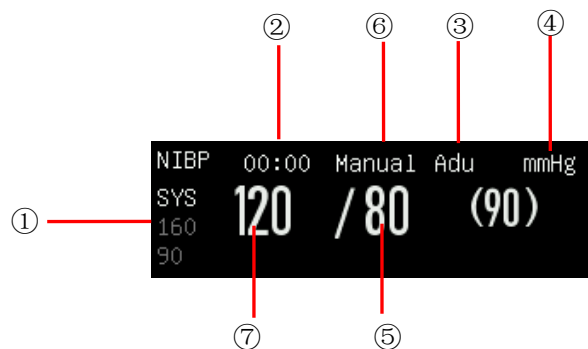 ② ⑥ ③ ④
NIBP 00:00 Manual Adu mmHg
SYS 120 / 80 (90)
① 160
90
⑦ ⑤